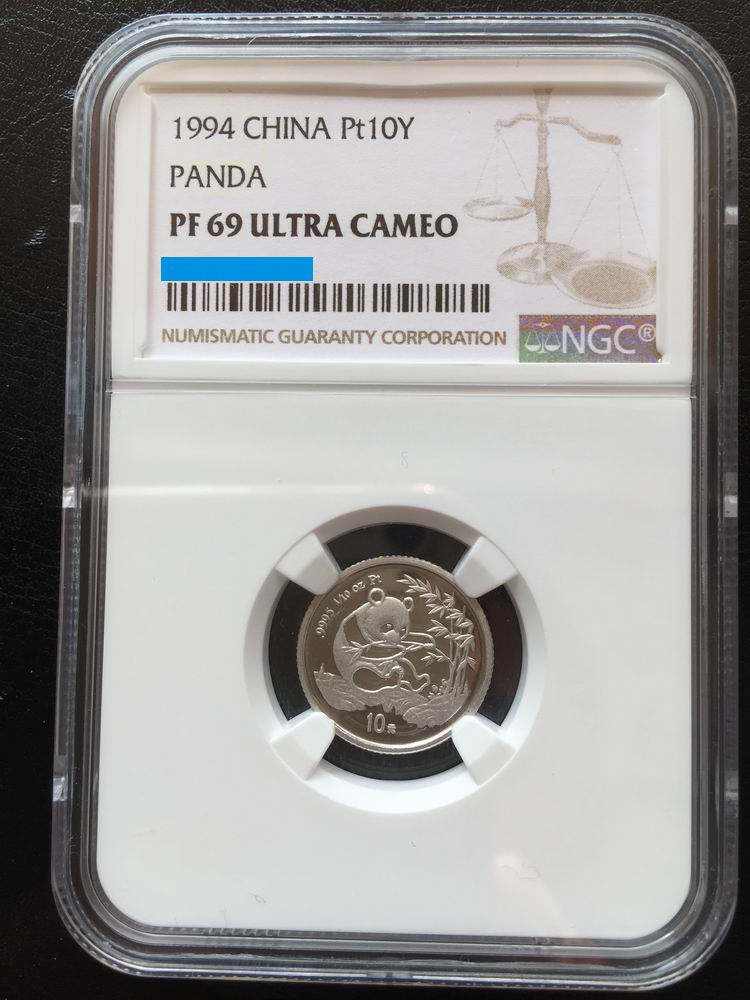 1994 CHINA Pt10Y
PANDA
PF 69 ULTRA CAMEO
NUMISMATIC GUARANTY CORPORATION
NGC®
.9995 1/10 oz Pt
10元